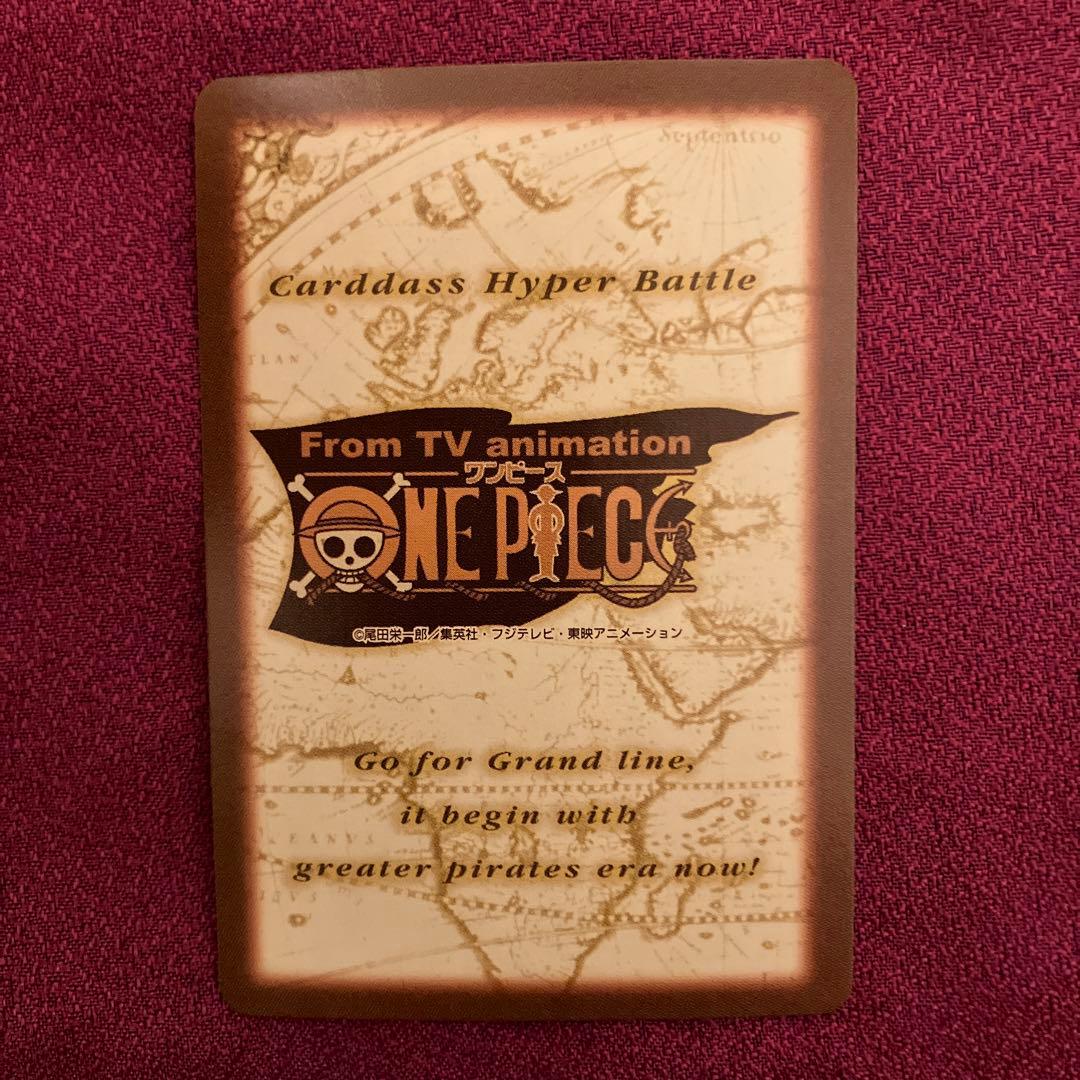 Septentrio
Carddass Hyper Battle
TLAN
From TV animation
ワンピース
ONE PIECE
©尾田栄一郎／集英社・フジテレビ・東映アニメーション
Go for Grand line,
it begin with
EANVS
greater pirates era now!